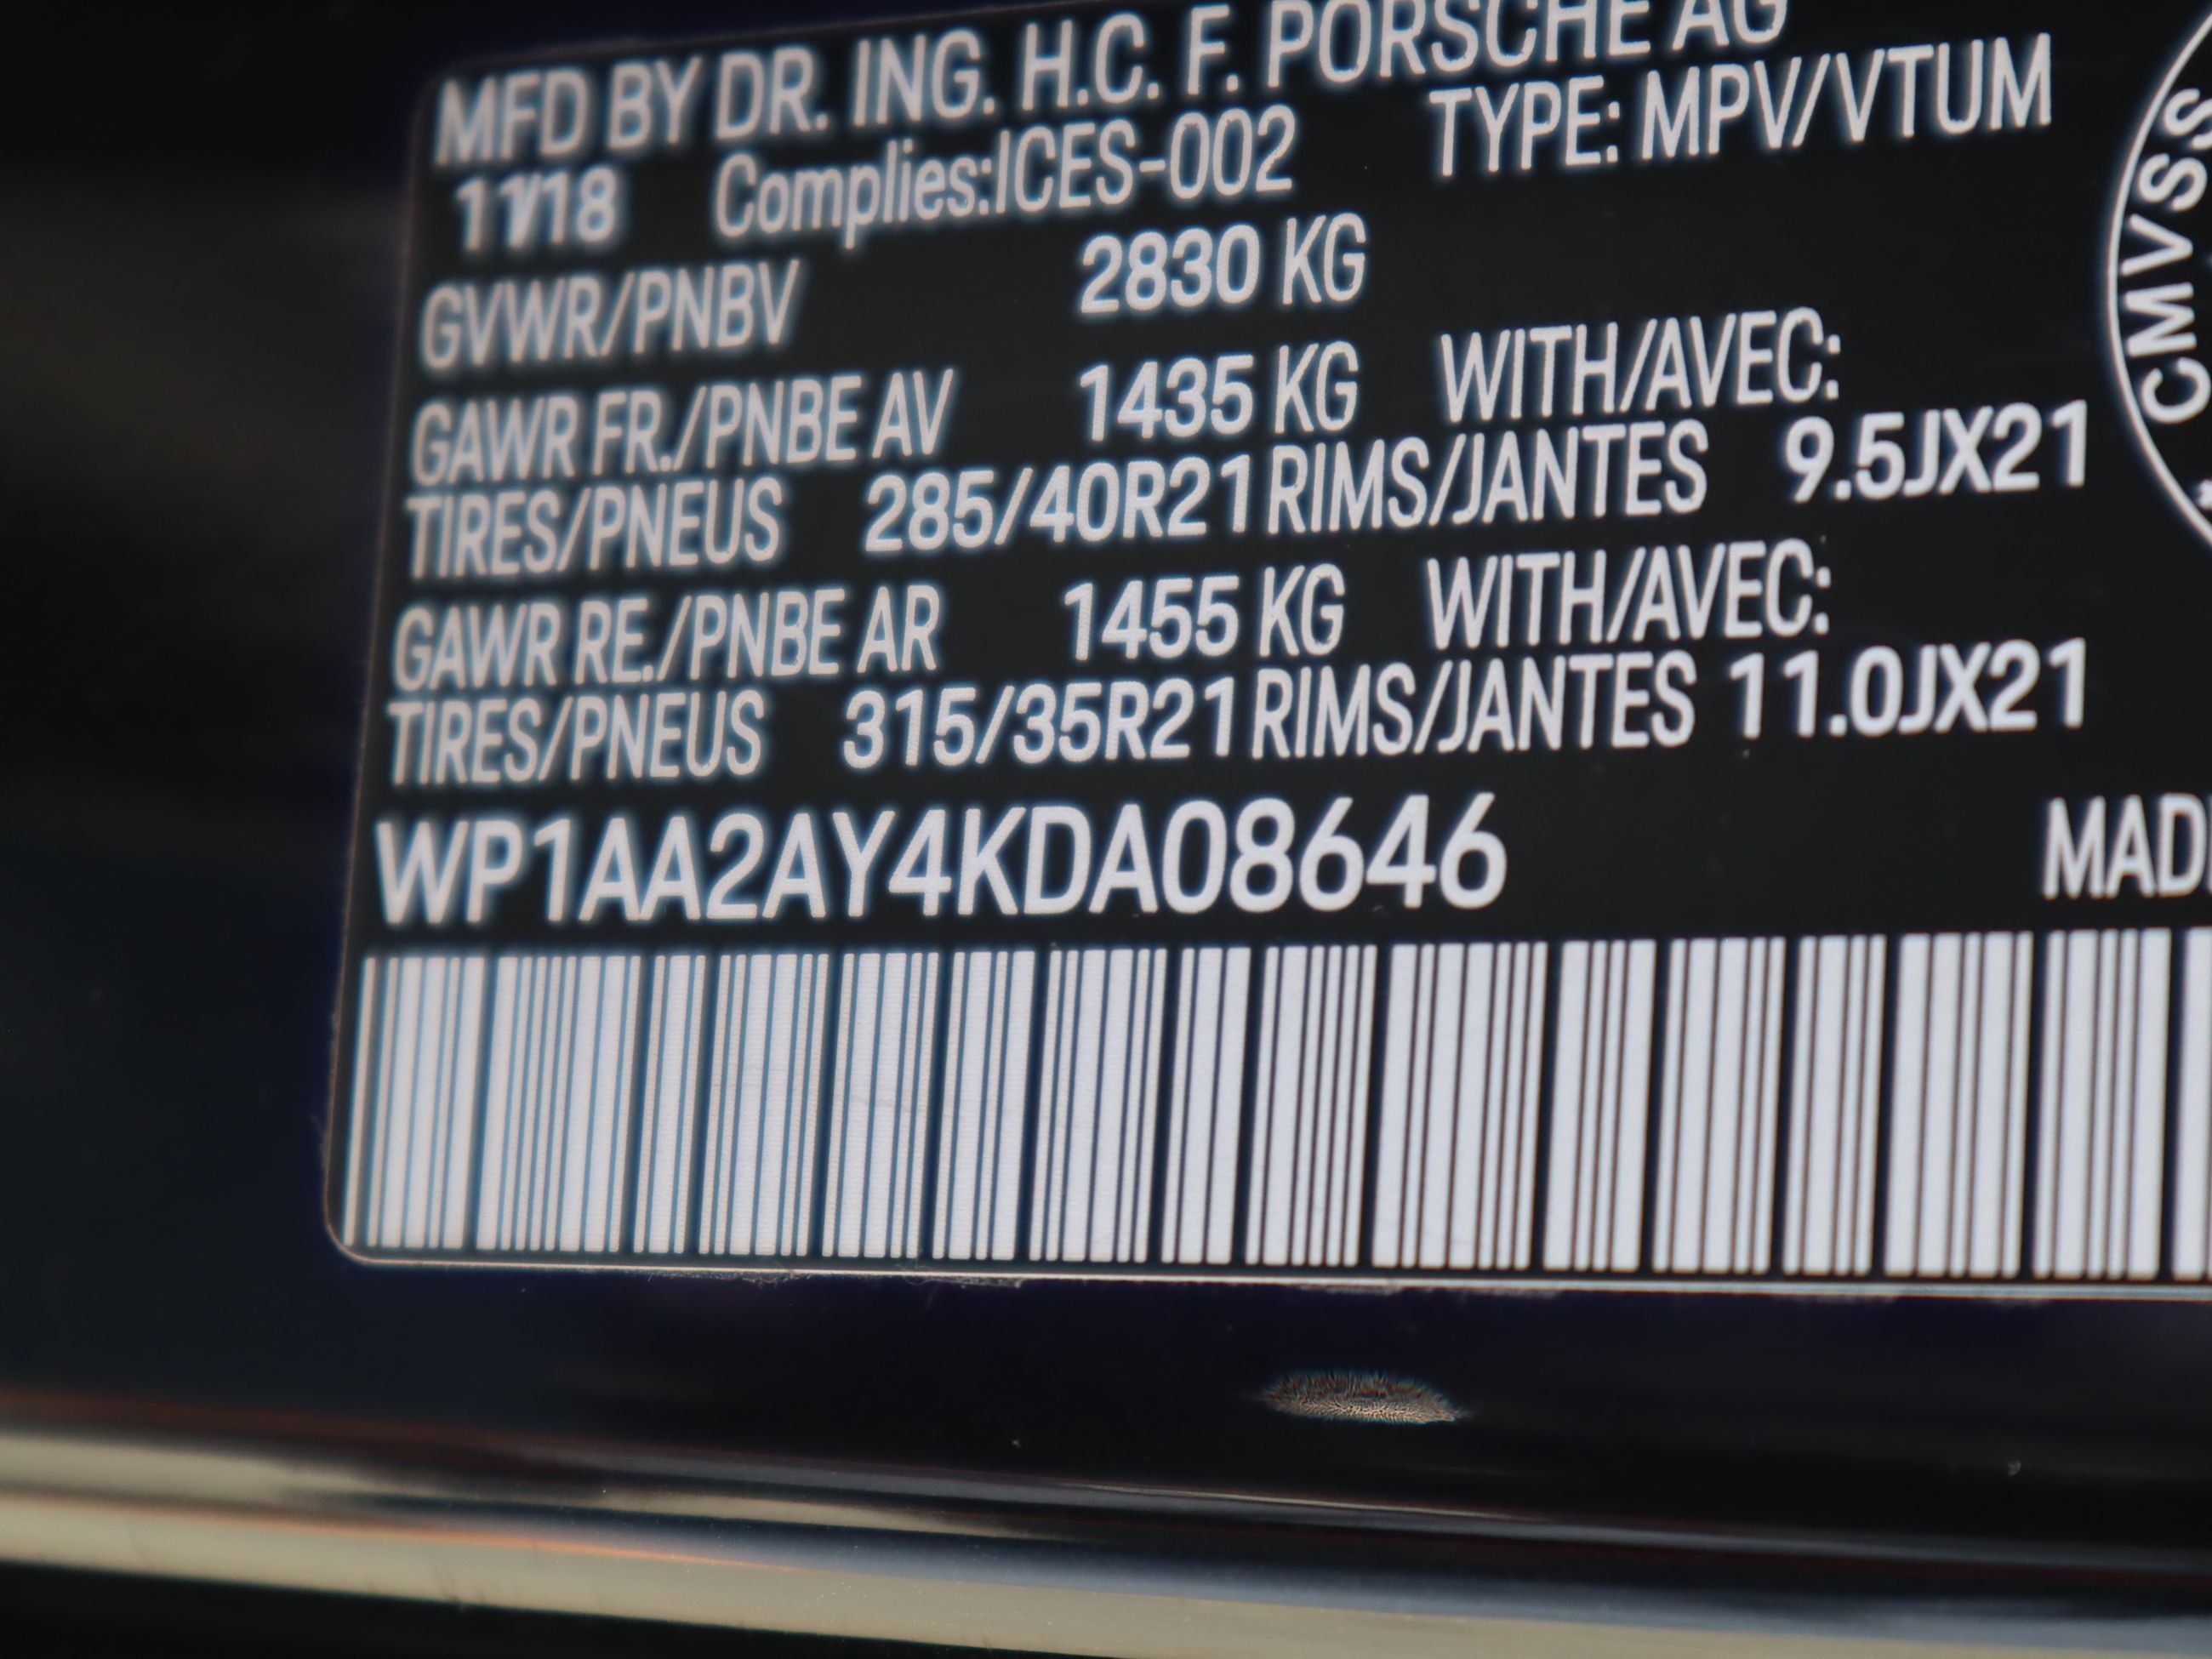 MFD BY DR. ING. H.C. F. PORSCHE AG
11/18 Complies:ICES-002 TYPE: MPV/VTUM
GVWR/PNBV 2830 KG
GAWR FR./PNBE AV 1435 KG WITH/AVEC:
TIRES/PNEUS 285/40R21 RIMS/JANTES 9.5JX21
GAWR RE./PNBE AR 1455 KG WITH/AVEC:
TIRES/PNEUS 315/35R21 RIMS/JANTES 11.0JX21
WP1AA2AY4KDA08646
CMVSS